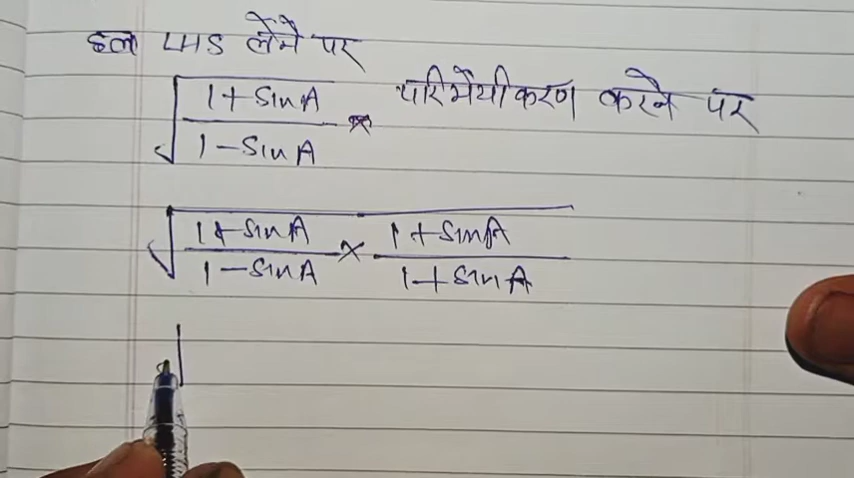 हल LHS लेने पर
√(1+SinA / 1-SinA) × परिमेयीकरण करने पर
√(1+SinA / 1-SinA × 1+SinA / 1+SinA)